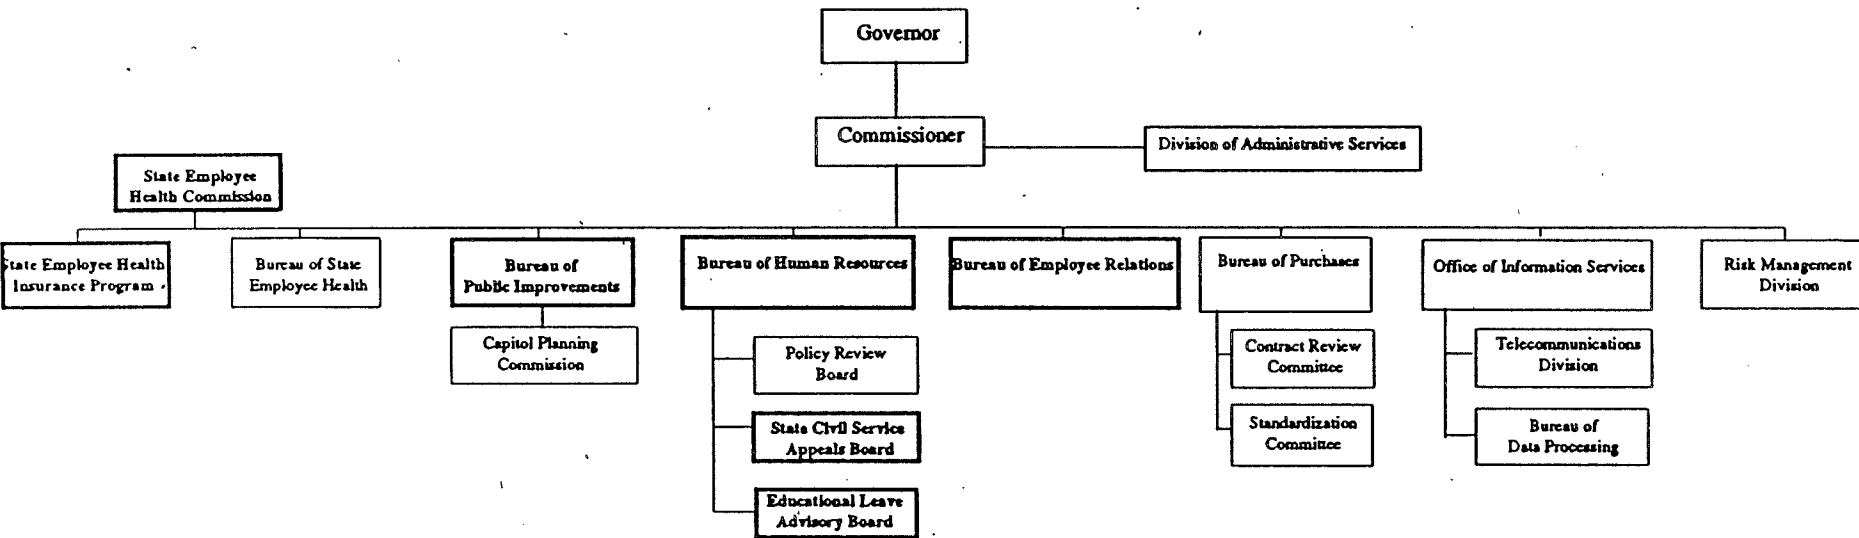 Governor
Commissioner
Division of Administrative Services
State Employee
Health Commission
State Employee Health
Insurance Program
Bureau of State
Employee Health
Bureau of
Public Improvements
Bureau of Human Resources
Bureau of Employee Relations
Bureau of Purchases
Office of Information Services
Risk Management
Division
Capitol Planning
Commission
Policy Review
Board
State Civil Service
Appeals Board
Educational Leave
Advisory Board
Contract Review
Committee
Standardization
Committee
Telecommunications
Division
Bureau of
Data Processing